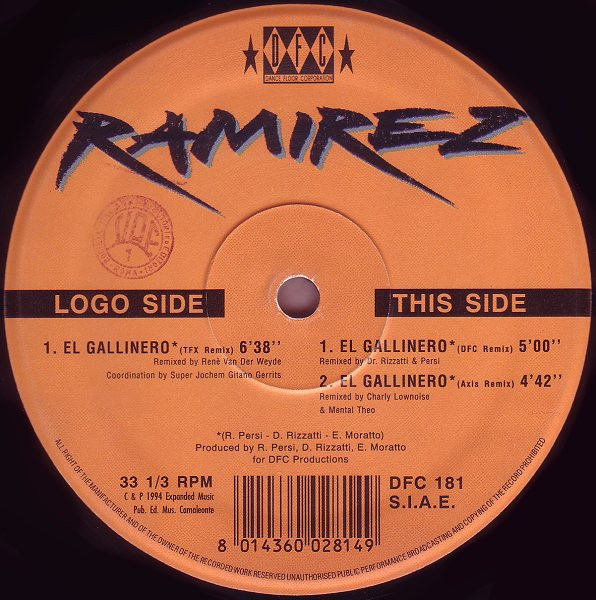 DFC
DANCE FLOOR CORPORATION
RAMIREZ
LOGO SIDE
1. EL GALLINERO* (TFX Remix) 6'38''
Remixed by Renè Van Der Weyde
Coordination by Super Jochem Gitano Gerrits
THIS SIDE
1. EL GALLINERO* (DFC Remix) 5'00''
Remixed by Dr. Rizzatti & Persi
2. EL GALLINERO* (Axis Remix) 4'42''
Remixed by Charly Lownoise
& Mental Theo
*(R. Persi - D. Rizzatti - E. Moratto)
Produced by R. Persi, D. Rizzatti, E. Moratto
for DFC Productions
33 1/3 RPM
C & P 1994 Expanded Music
Pub. Ed. Mus. Camaleonte
DFC 181
S.I.A.E.
8 014360 028149
ALL RIGHT OF THE MANUFACTURER AND OF THE OWNER OF THE RECORDED WORK RESERVED UNAUTHORISED PUBLIC PERFORMANCE BROADCASTING AND COPYING OF THE RECORD PROHIBITED